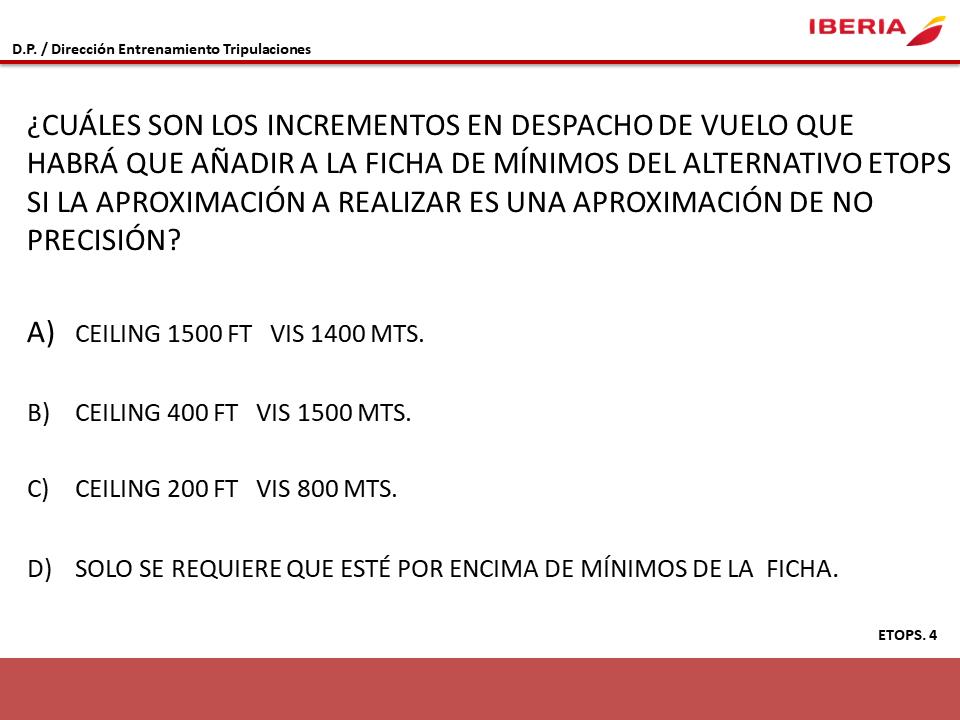 IBERIA
D.P. / Dirección Entrenamiento Tripulaciones
¿CUÁLES SON LOS INCREMENTOS EN DESPACHO DE VUELO QUE
HABRÁ QUE AÑADIR A LA FICHA DE MÍNIMOS DEL ALTERNATIVO ETOPS
SI LA APROXIMACIÓN A REALIZAR ES UNA APROXIMACIÓN DE NO
PRECISIÓN?
A) CEILING 1500 FT VIS 1400 MTS.
B) CEILING 400 FT VIS 1500 MTS.
C) CEILING 200 FT VIS 800 MTS.
D) SOLO SE REQUIERE QUE ESTÉ POR ENCIMA DE MÍNIMOS DE LA FICHA.
ETOPS. 4